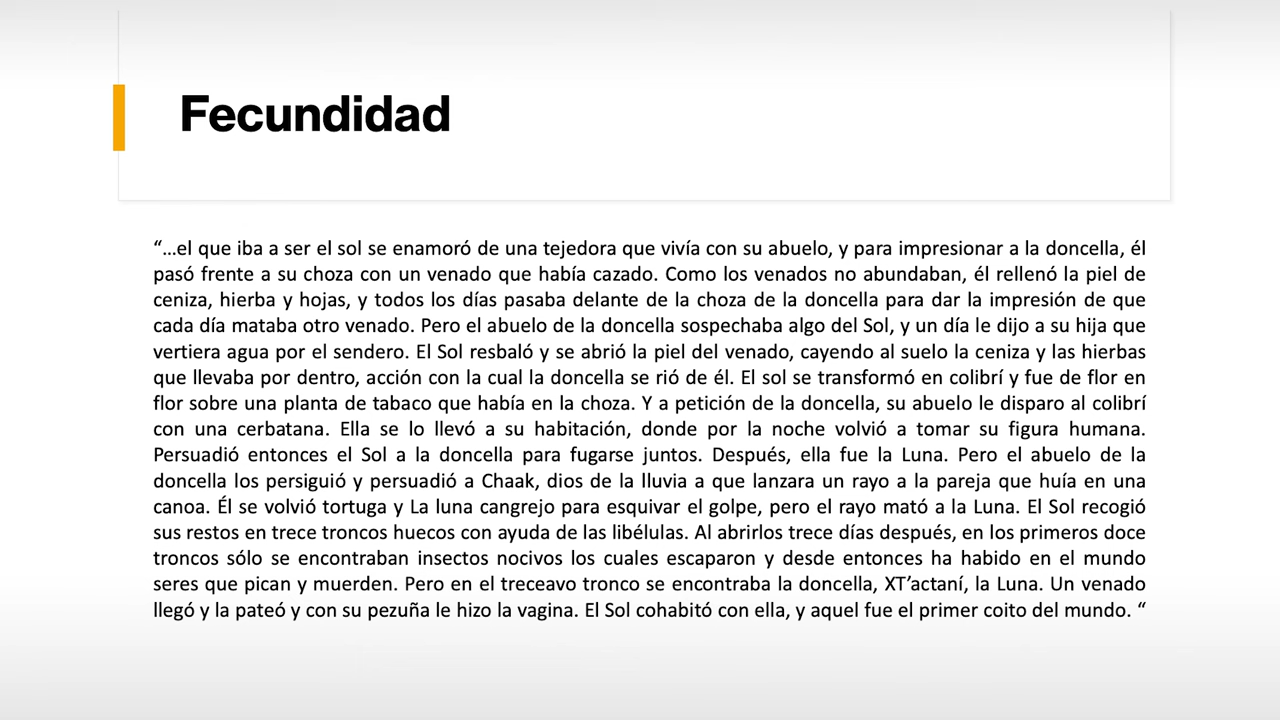 Fecundidad
“...el que iba a ser el sol se enamoró de una tejedora que vivía con su abuelo, y para impresionar a la doncella, él
pasó frente a su choza con un venado que había cazado. Como los venados no abundaban, él rellenó la piel de
ceniza, hierba y hojas, y todos los días pasaba delante de la choza de la doncella para dar la impresión de que
cada día mataba otro venado. Pero el abuelo de la doncella sospechaba algo del Sol, y un día le dijo a su hija que
vertiera agua por el sendero. El Sol resbaló y se abrió la piel del venado, cayendo al suelo la ceniza y las hierbas
que llevaba por dentro, acción con la cual la doncella se rió de él. El sol se transformó en colibrí y fue de flor en
flor sobre una planta de tabaco que había en la choza. Y a petición de la doncella, su abuelo le disparo al colibrí
con una cerbatana. Ella se lo llevó a su habitación, donde por la noche volvió a tomar su figura humana.
Persuadió entonces el Sol a la doncella para fugarse juntos. Después, ella fue la Luna. Pero el abuelo de la
doncella los persiguió y persuadió a Chaak, dios de la lluvia a que lanzara un rayo a la pareja que huía en una
canoa. Él se volvió tortuga y La luna cangrejo para esquivar el golpe, pero el rayo mató a la Luna. El Sol recogió
sus restos en trece troncos huecos con ayuda de las libélulas. Al abrirlos trece días después, en los primeros doce
troncos sólo se encontraban insectos nocivos los cuales escaparon y desde entonces ha habido en el mundo
seres que pican y muerden. Pero en el treceavo tronco se encontraba la doncella, XT’actaní, la Luna. Un venado
llegó y la pateó y con su pezuña le hizo la vagina. El Sol cohabitó con ella, y aquel fue el primer coito del mundo. “